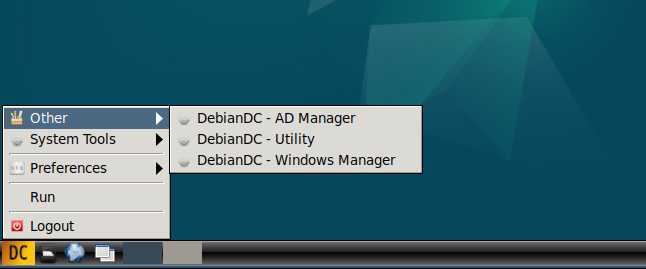 Other
DebianDC - AD Manager
System Tools
DebianDC - Utility
DebianDC - Windows Manager
Preferences
Run
Logout
DC